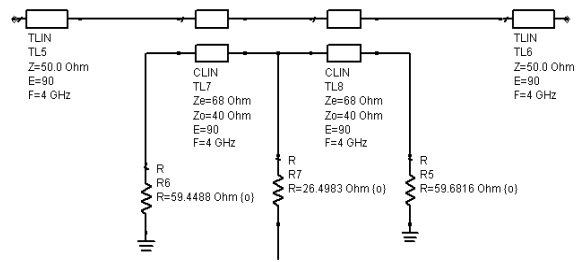 TLIN
TL5
Z=50.0 Ohm
E=90
F=4 GHz
CLIN
TL7
Ze=68 Ohm
Zo=40 Ohm
E=90
F=4 GHz
CLIN
TL8
Ze=68 Ohm
Zo=40 Ohm
E=90
F=4 GHz
TLIN
TL6
Z=50.0 Ohm
E=90
F=4 GHz
R
R6
R=59.4488 Ohm {o}
R
R7
R=26.4983 Ohm {o}
R
R5
R=59.6816 Ohm {o}